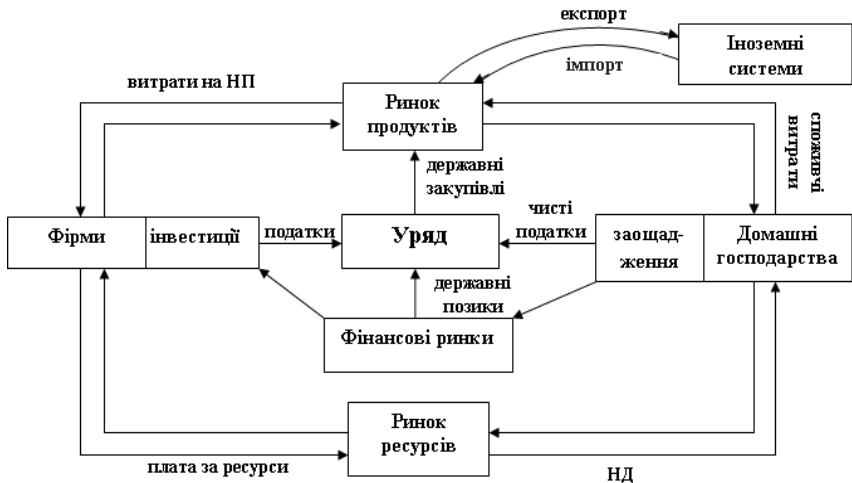 експорт
Іноземні
системи
імпорт
витрати на НП
Ринок
продуктів
споживчі
витрати
державні
закупівлі
Фірми
інвестиції
податки
Уряд
чисті
податки
заощад-
ження
Домашні
господарства
державні
позики
Фінансові ринки
Ринок
ресурсів
плата за ресурси
НД